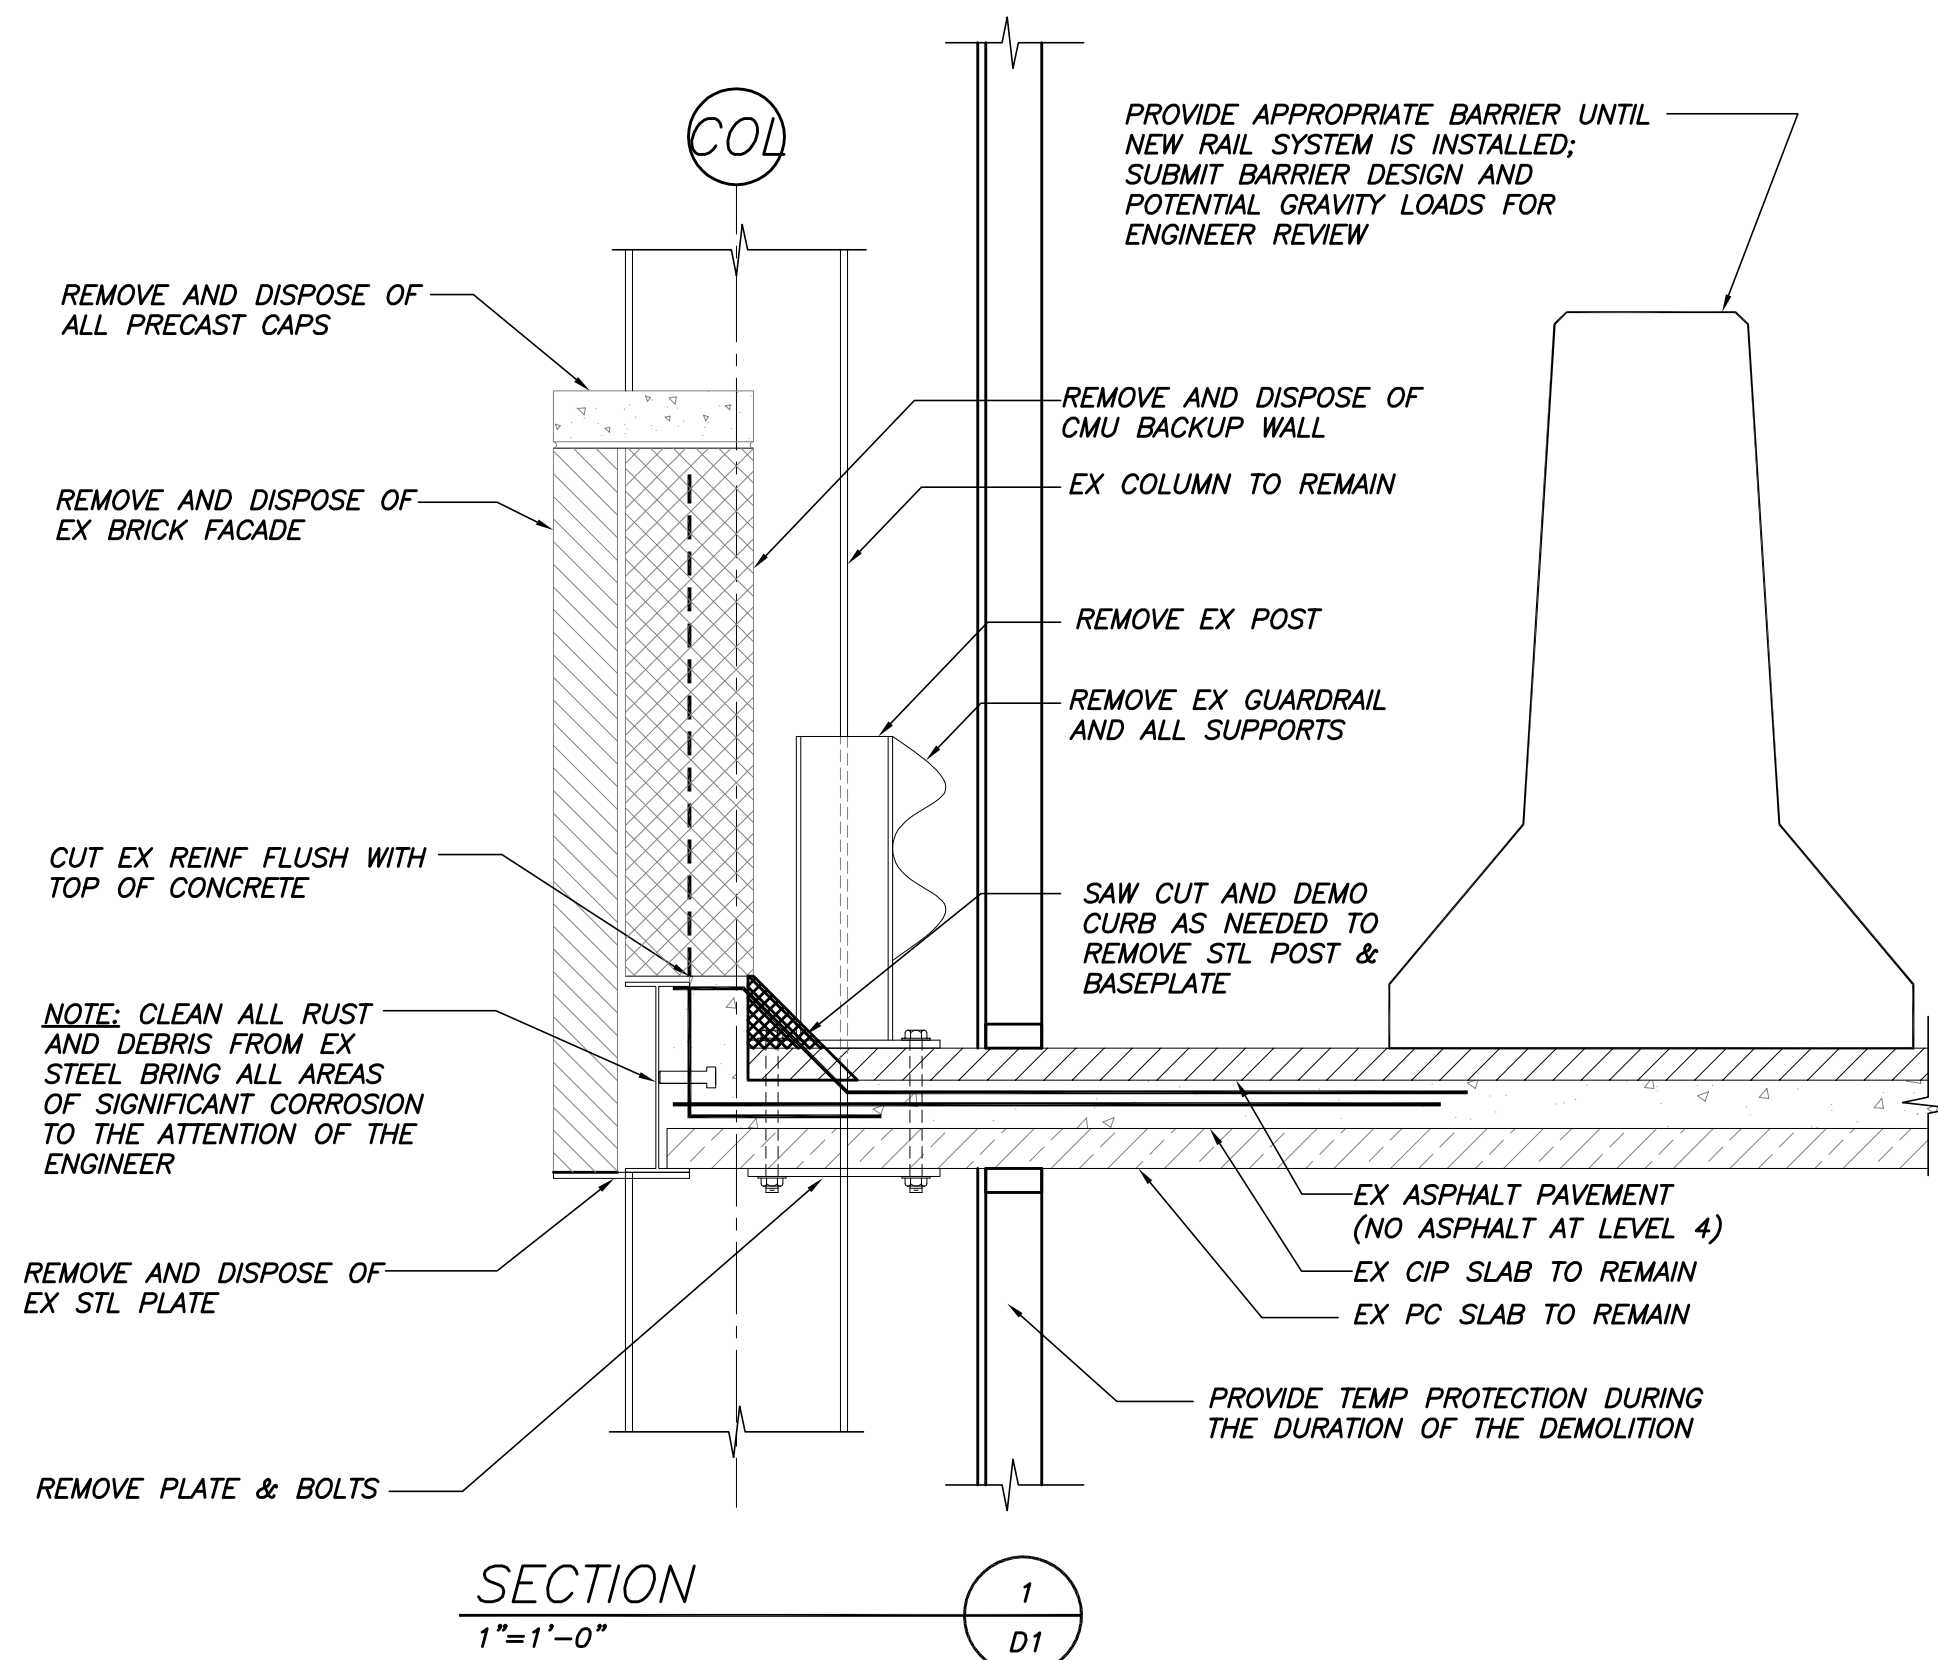 COL
PROVIDE APPROPRIATE BARRIER UNTIL
NEW RAIL SYSTEM IS INSTALLED;
SUBMIT BARRIER DESIGN AND
POTENTIAL GRAVITY LOADS FOR
ENGINEER REVIEW
REMOVE AND DISPOSE OF
ALL PRECAST CAPS
REMOVE AND DISPOSE OF
CMU BACKUP WALL
EX COLUMN TO REMAIN
REMOVE AND DISPOSE OF
EX BRICK FACADE
REMOVE EX POST
REMOVE EX GUARDRAIL
AND ALL SUPPORTS
CUT EX REINF FLUSH WITH
TOP OF CONCRETE
SAW CUT AND DEMO
CURB AS NEEDED TO
REMOVE STL POST &
BASEPLATE
NOTE: CLEAN ALL RUST
AND DEBRIS FROM EX
STEEL BRING ALL AREAS
OF SIGNIFICANT CORROSION
TO THE ATTENTION OF THE
ENGINEER
EX ASPHALT PAVEMENT
(NO ASPHALT AT LEVEL 4)
EX CIP SLAB TO REMAIN
EX PC SLAB TO REMAIN
REMOVE AND DISPOSE OF
EX STL PLATE
PROVIDE TEMP PROTECTION DURING
THE DURATION OF THE DEMOLITION
REMOVE PLATE & BOLTS
SECTION
1"=1'-0"
1
D1